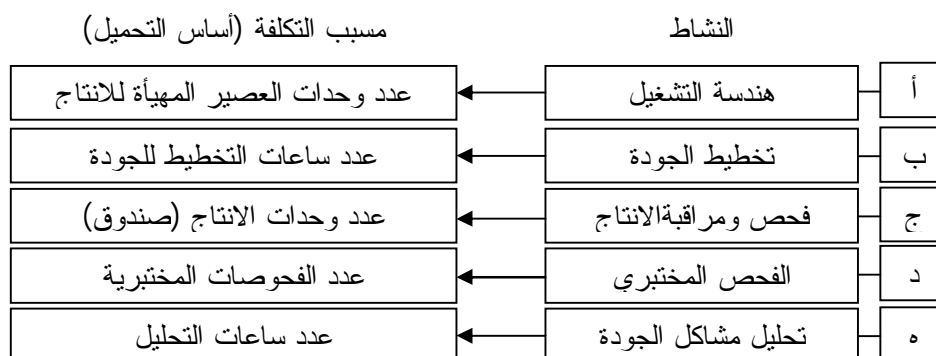 النشاط مسبب التكلفة (أساس التحميل)
أ هندسة التشغيل عدد وحدات العصير المهيأة للانتاج
ب تخطيط الجودة عدد ساعات التخطيط للجودة
ج فحص ومراقبةالانتاج عدد وحدات الانتاج (صندوق)
د الفحص المختبري عدد الفحوصات المختبرية
ه تحليل مشاكل الجودة عدد ساعات التحليل